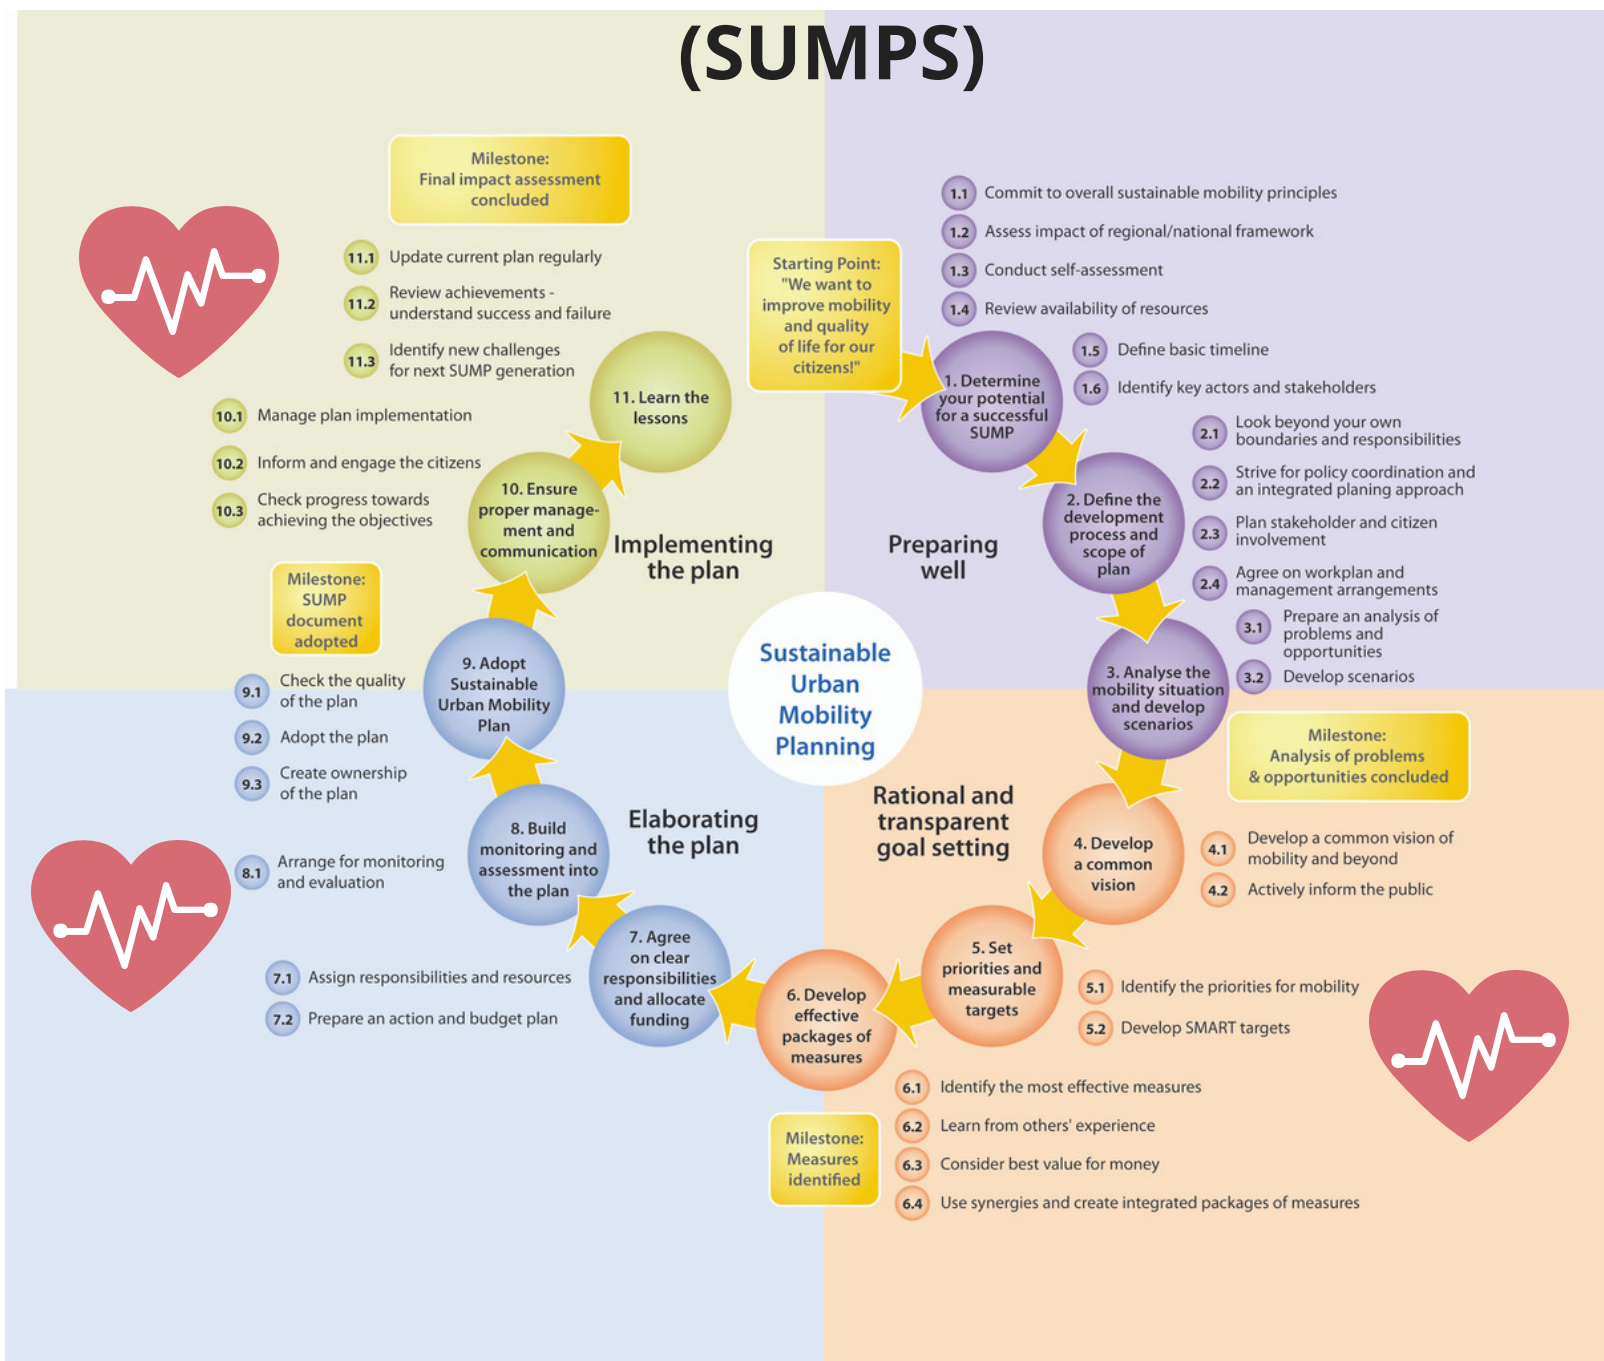 (SUMPS)
Milestone:
Final impact assessment
concluded
11.1 Update current plan regularly
11.2 Review achievements -
understand success and failure
11.3 Identify new challenges
for next SUMP generation
11. Learn the
lessons
10.1 Manage plan implementation
10.2 Inform and engage the citizens
10.3 Check progress towards
achieving the objectives
10. Ensure
proper manage-
ment and
communication
Implementing
the plan
Starting Point:
"We want to
improve mobility
and quality
of life for our
citizens!"
1.1 Commit to overall sustainable mobility principles
1.2 Assess impact of regional/national framework
1.3 Conduct self-assessment
1.4 Review availability of resources
1.5 Define basic timeline
1.6 Identify key actors and stakeholders
1. Determine
your potential
for a successful
SUMP
2.1 Look beyond your own
boundaries and responsibilities
2.2 Strive for policy coordination and
an integrated planing approach
2.3 Plan stakeholder and citizen
involvement
2.4 Agree on workplan and
management arrangements
2. Define the
development
process and
scope of
plan
Preparing
well
3.1 Prepare an analysis of
problems and
opportunities
3.2 Develop scenarios
3. Analyse the
mobility situation
and develop
scenarios
Milestone:
Analysis of problems
& opportunities concluded
Sustainable
Urban
Mobility
Planning
Rational and
transparent
goal setting
4. Develop
a common
vision
4.1 Develop a common vision of
mobility and beyond
4.2 Actively inform the public
5. Set
priorities and
measurable
targets
5.1 Identify the priorities for mobility
5.2 Develop SMART targets
6. Develop
effective
packages of
measures
6.1 Identify the most effective measures
6.2 Learn from others' experience
6.3 Consider best value for money
6.4 Use synergies and create integrated packages of measures
Milestone:
Measures
identified
7. Agree
on clear
responsibilities
and allocate
funding
7.1 Assign responsibilities and resources
7.2 Prepare an action and budget plan
Elaborating
the plan
8. Build
monitoring and
assessment into
the plan
8.1 Arrange for monitoring
and evaluation
9. Adopt
Sustainable
Urban Mobility
Plan
9.1 Check the quality
of the plan
9.2 Adopt the plan
9.3 Create ownership
of the plan
Milestone:
SUMP
document
adopted